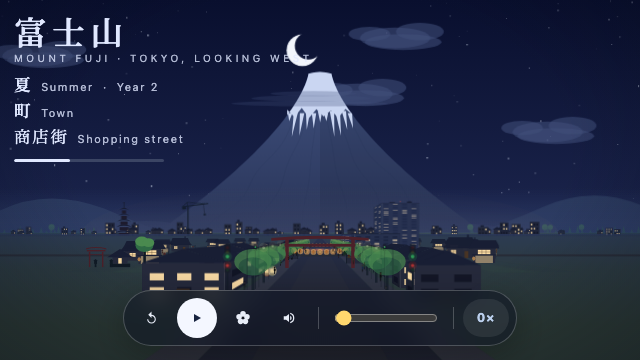 富士山
MOUNT FUJI · TOKYO, LOOKING WEST
夏 Summer · Year 2
町 Town
商店街 Shopping street
0×